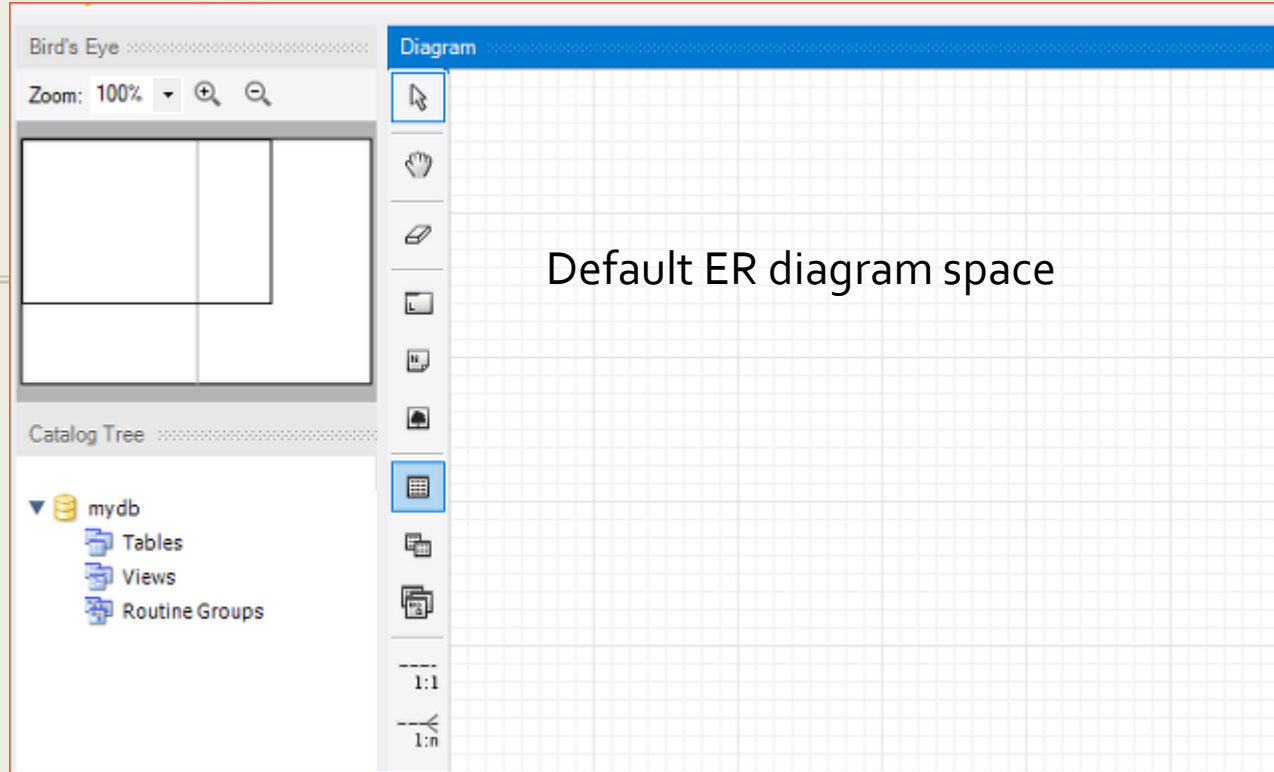 Bird's Eye
Zoom: 100%
Catalog Tree
mydb
Tables
Views
Routine Groups
Diagram
Default ER diagram space
1:1
1:n